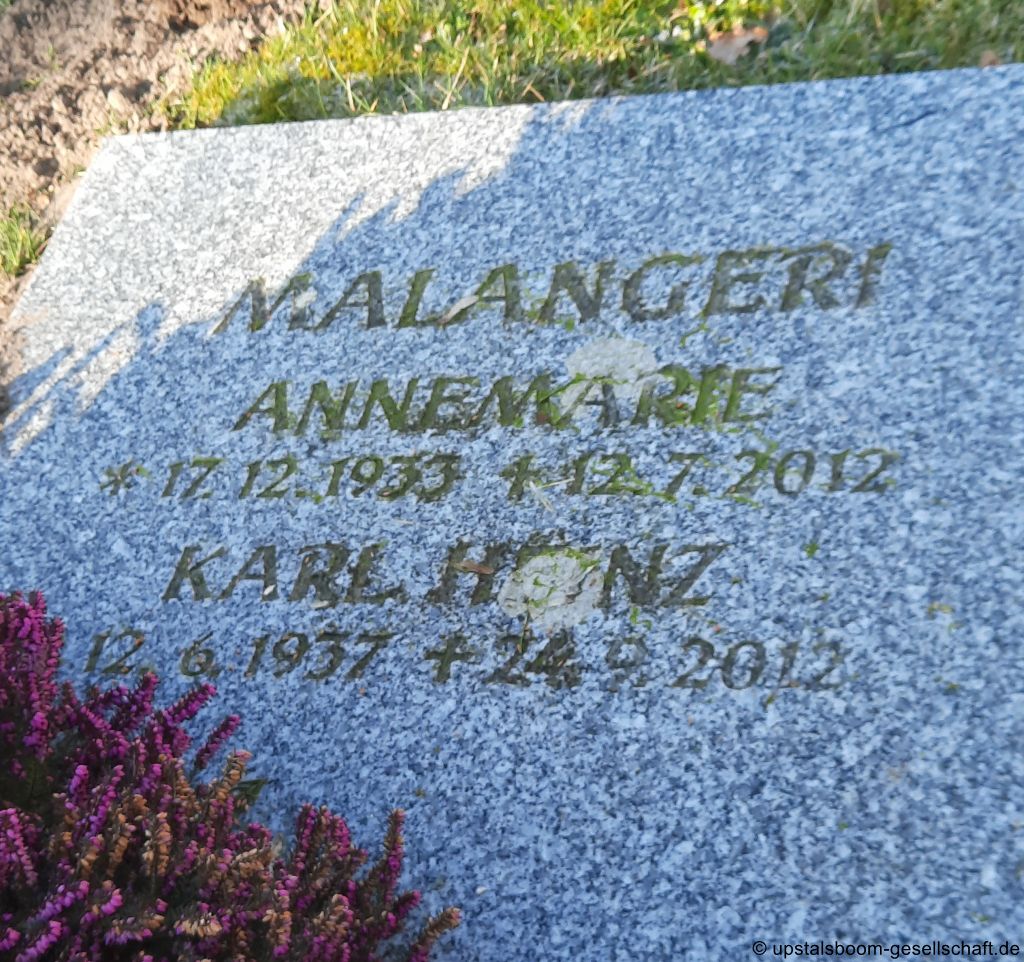 MALANGERI
ANNEMARIE
* 17. 12. 1933 + 12. 7. 2012
KARL HEINZ
12. 6. 1937 + 24. 9. 2012
© upstalsboom-gesellschaft.de